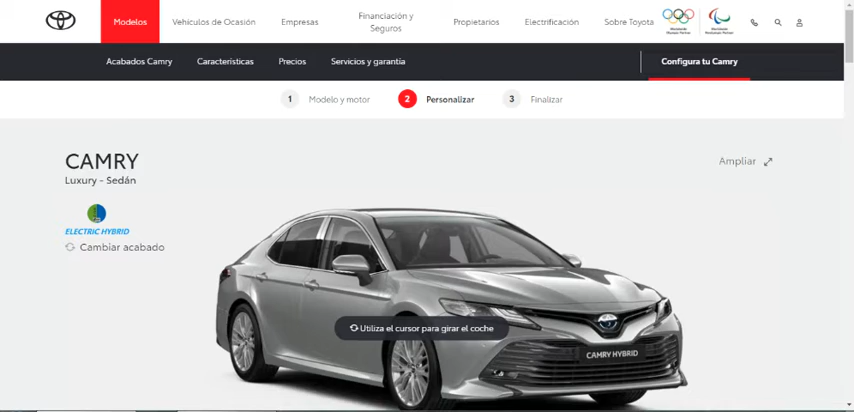 Modelos
Vehículos de Ocasión
Empresas
Financiación y
Seguros
Propietarios
Electrificación
Sobre Toyota
Acabados Camry
Características
Precios
Servicios y garantía
Configura tu Camry
1 Modelo y motor
2 Personalizar
3 Finalizar
CAMRY
Luxury - Sedán
Ampliar
ELECTRIC HYBRID
Cambiar acabado
Utiliza el cursor para girar el coche
CAMRY HYBRID